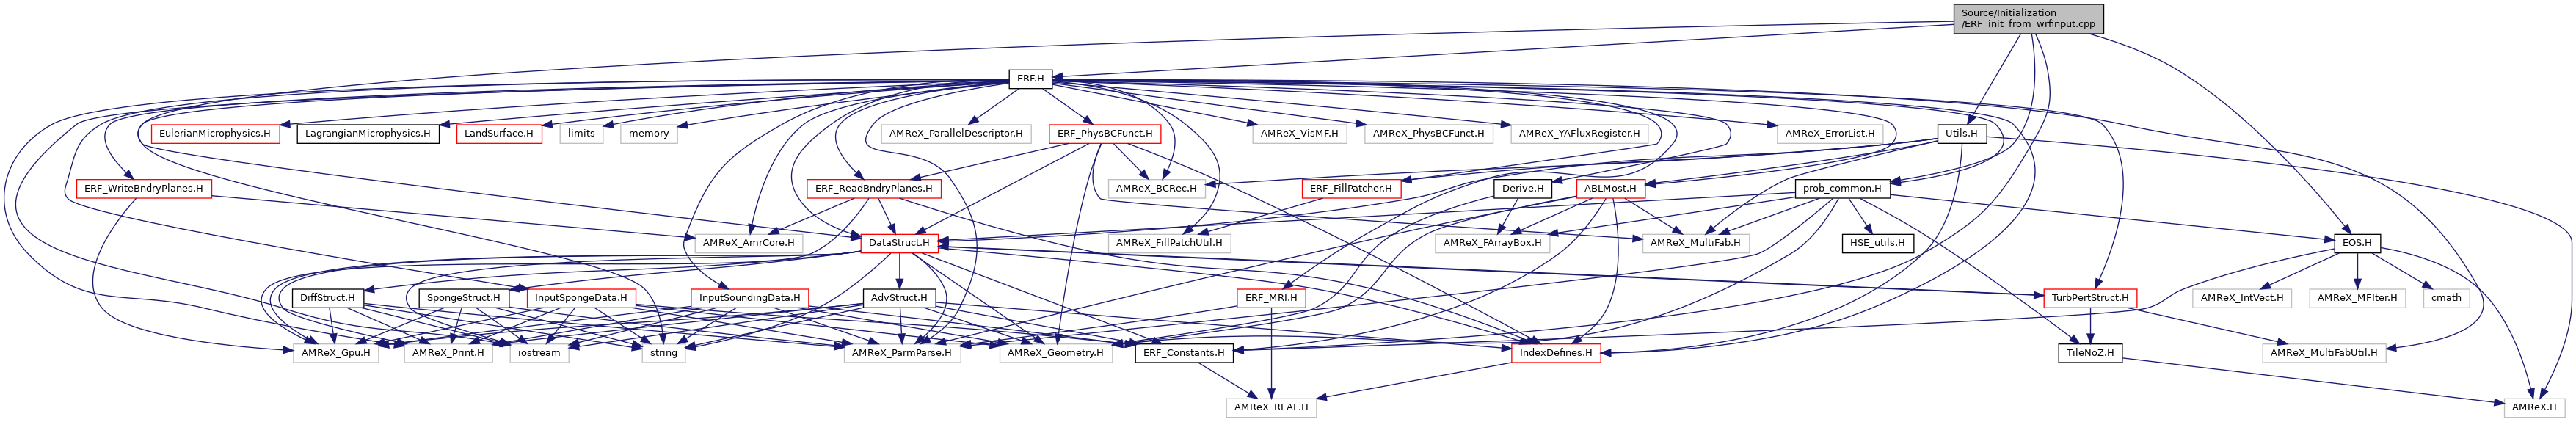 Source/Initialization
/ERF_init_from_wrfinput.cpp
ERF.H
EulerianMicrophysics.H
LagrangianMicrophysics.H
LandSurface.H
limits
memory
AMReX_ParallelDescriptor.H
ERF_PhysBCFunct.H
AMReX_VisMF.H
AMReX_PhysBCFunct.H
AMReX_YAFluxRegister.H
AMReX_ErrorList.H
Utils.H
ERF_WriteBndryPlanes.H
ERF_ReadBndryPlanes.H
AMReX_BCRec.H
ERF_FillPatcher.H
Derive.H
ABLMost.H
prob_common.H
AMReX_AmrCore.H
DataStruct.H
AMReX_FillPatchUtil.H
AMReX_FArrayBox.H
AMReX_MultiFab.H
HSE_utils.H
EOS.H
DiffStruct.H
SpongeStruct.H
InputSpongeData.H
InputSoundingData.H
AdvStruct.H
ERF_MRI.H
TurbPertStruct.H
AMReX_IntVect.H
AMReX_MFIter.H
cmath
AMReX_Gpu.H
AMReX_Print.H
iostream
string
AMReX_ParmParse.H
AMReX_Geometry.H
ERF_Constants.H
IndexDefines.H
TileNoZ.H
AMReX_MultiFabUtil.H
AMReX_REAL.H
AMReX.H